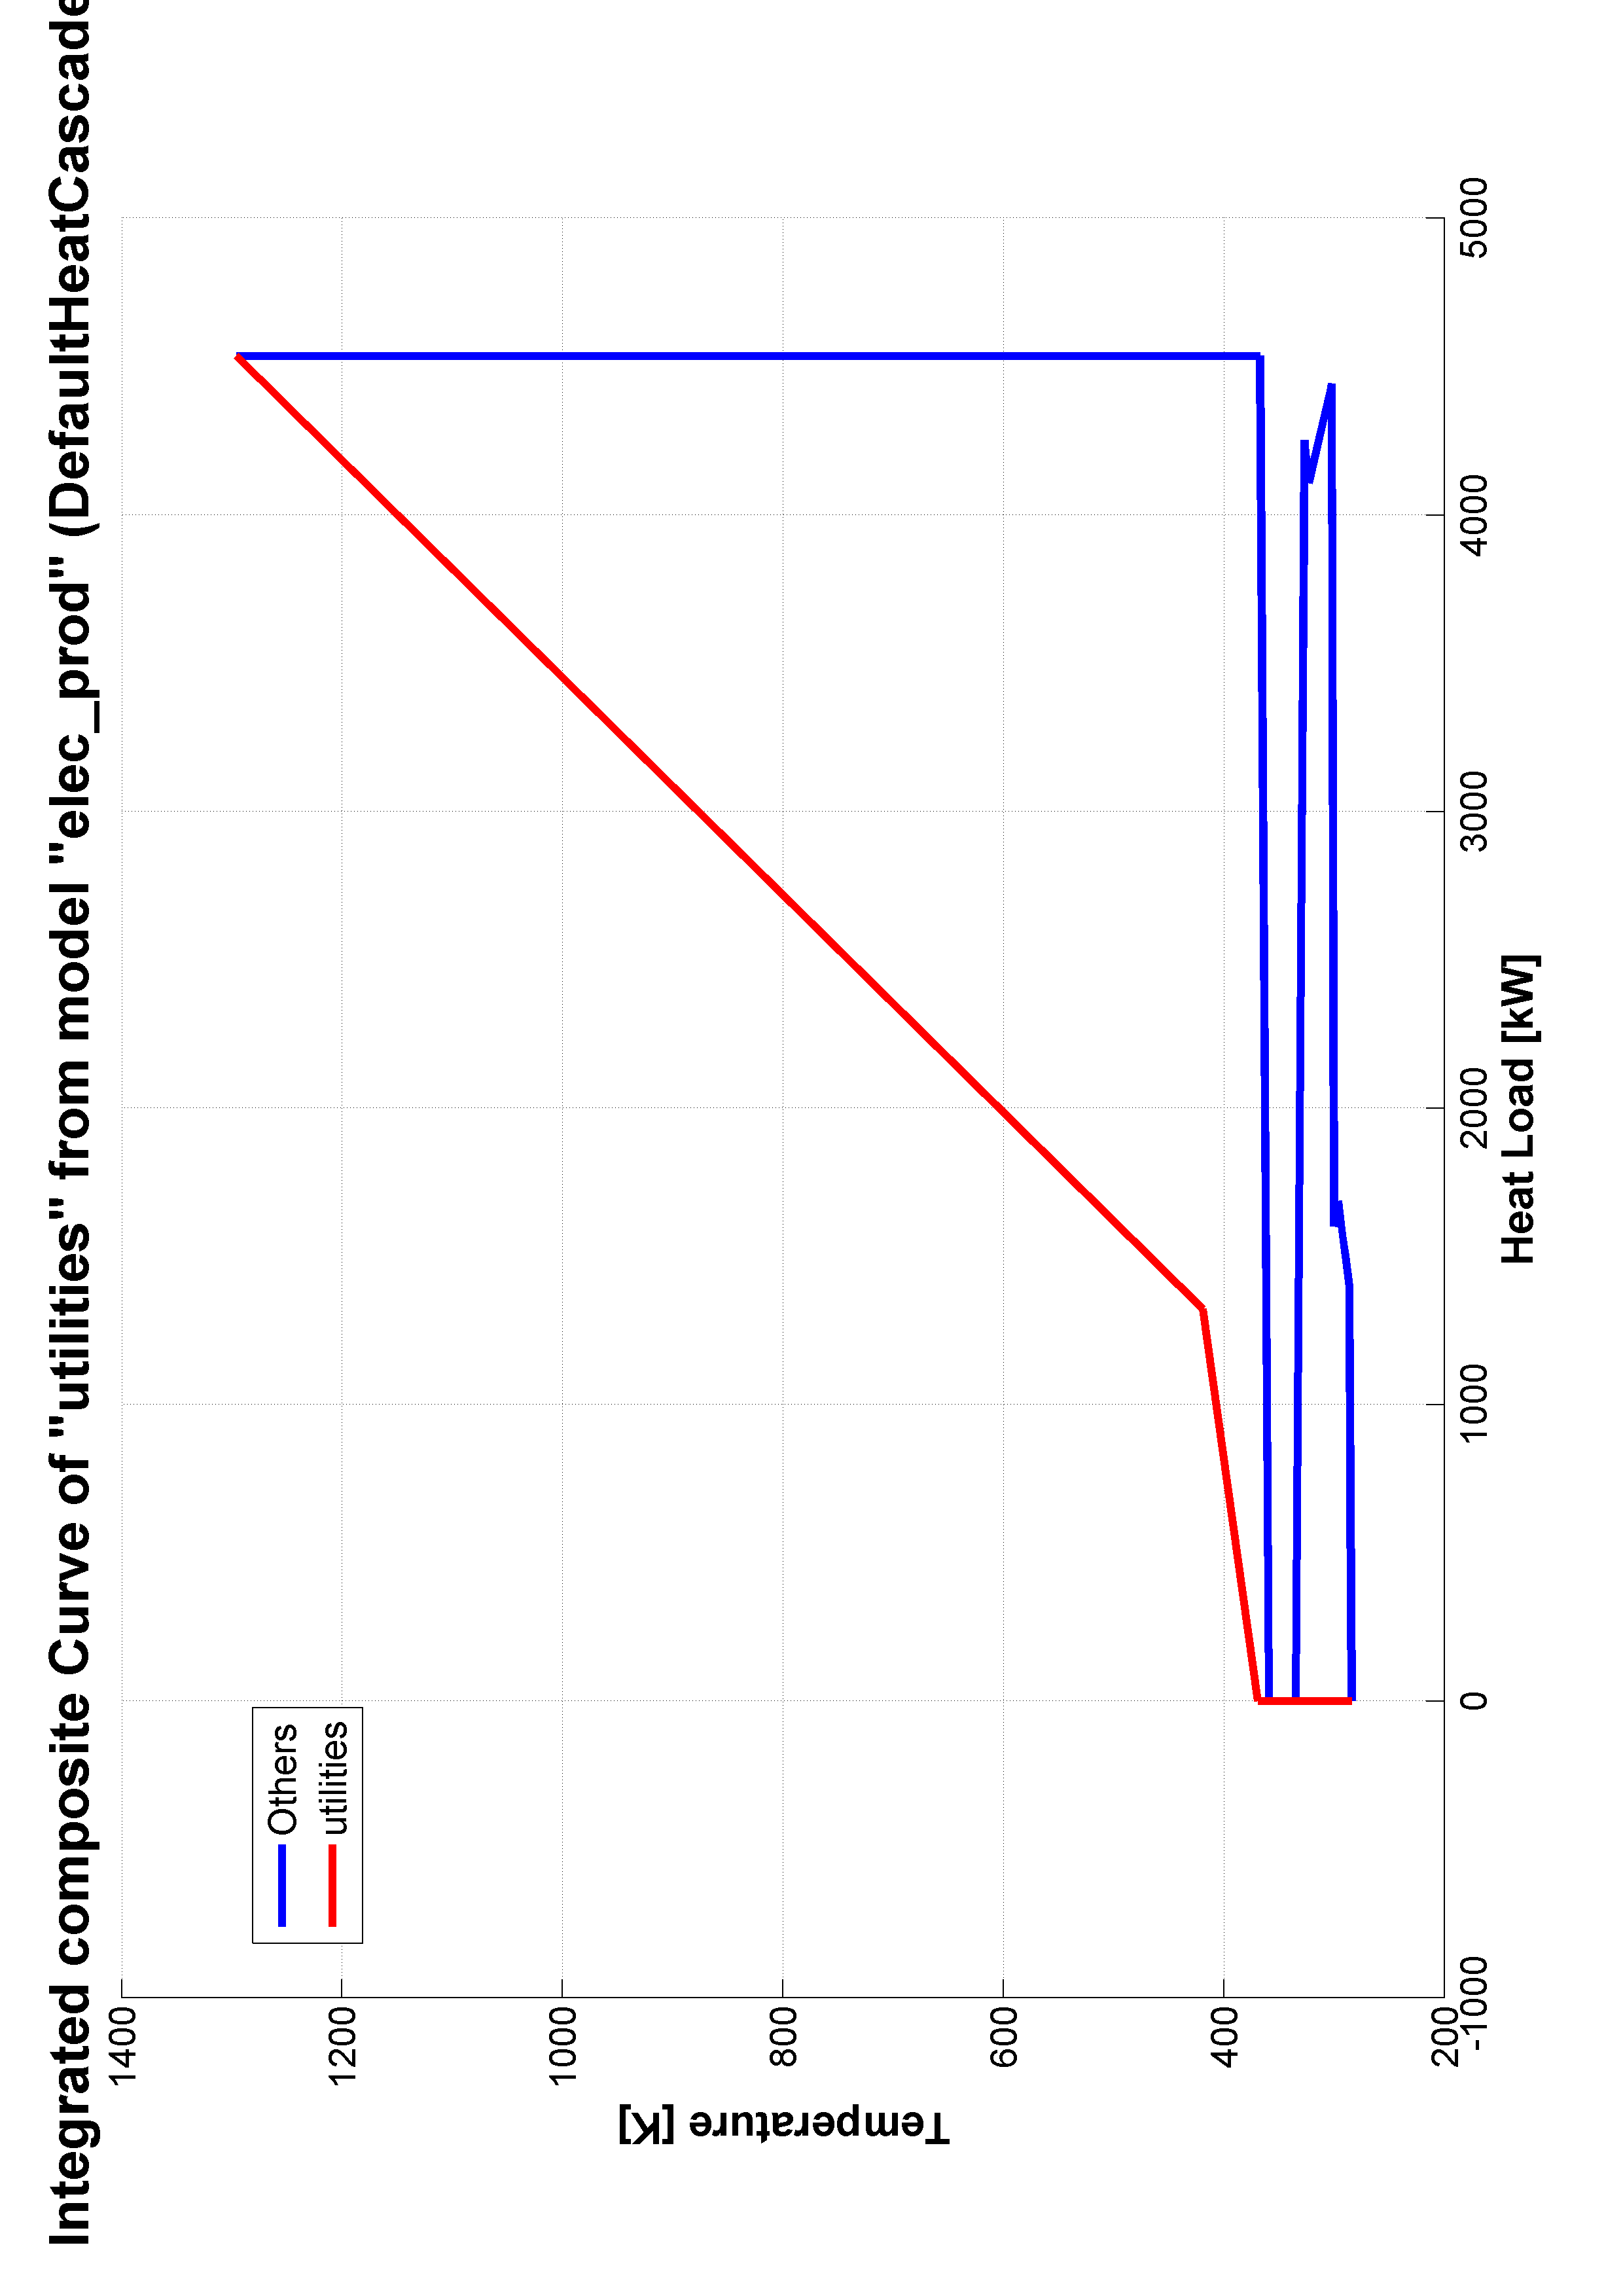 Integrated composite Curve of "utilities" from model "elec_prod" (DefaultHeatCascade
Others
utilities
Temperature [K]
1400
1200
1000
800
600
400
200
-1000
0
1000
2000
3000
4000
5000
Heat Load [kW]